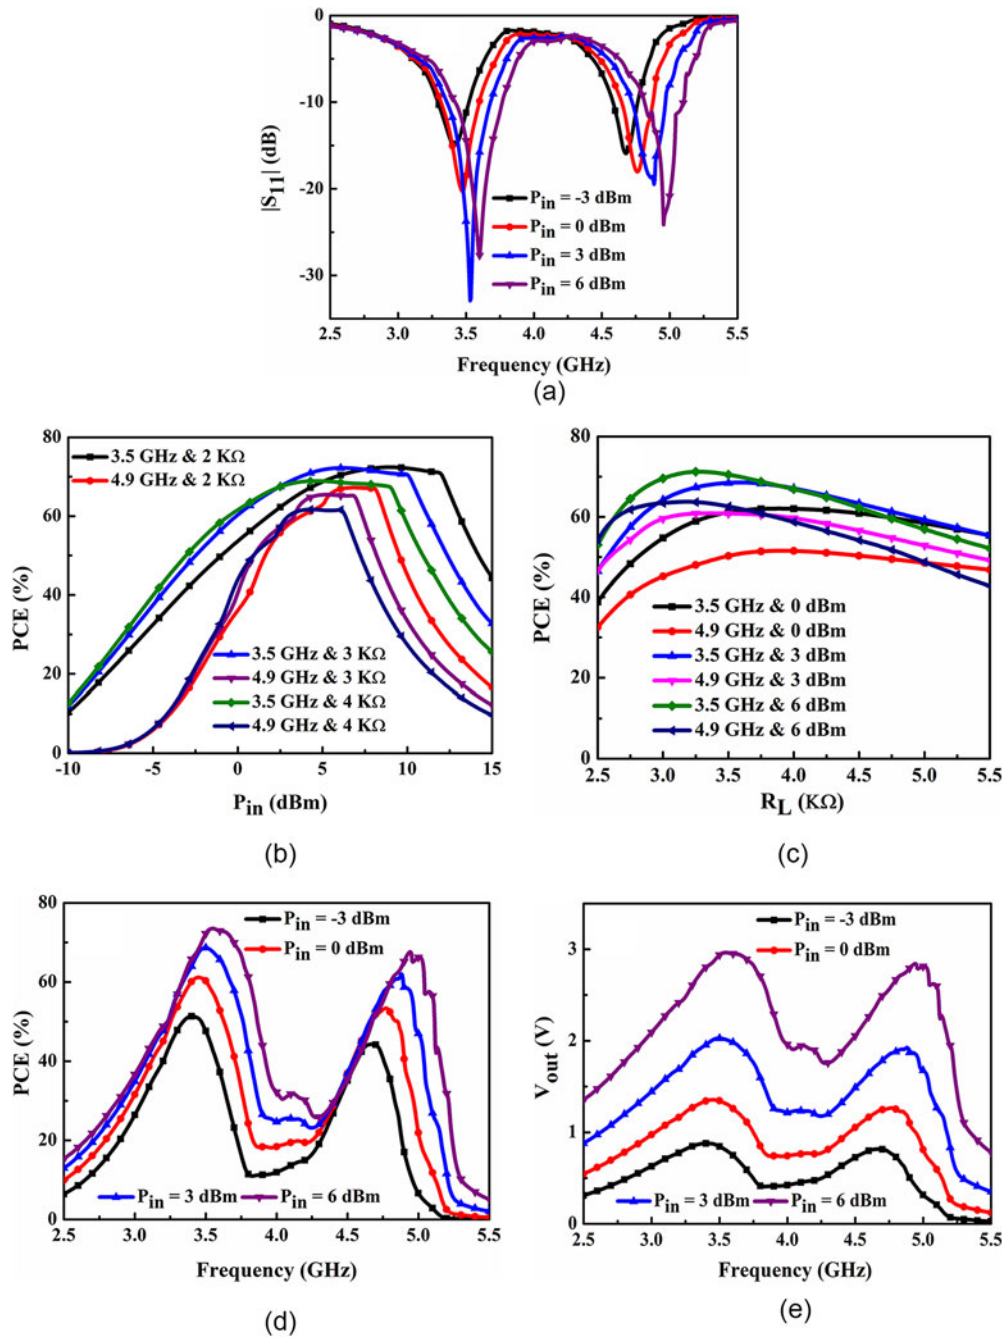 0
-10
-20
-30
|S11| (dB)
Pin = -3 dBm
Pin = 0 dBm
Pin = 3 dBm
Pin = 6 dBm
2.5 3.0 3.5 4.0 4.5 5.0 5.5
Frequency (GHz)
(a)
80
60
40
20
0
PCE (%)
3.5 GHz & 2 KΩ
4.9 GHz & 2 KΩ
3.5 GHz & 3 KΩ
4.9 GHz & 3 KΩ
3.5 GHz & 4 KΩ
4.9 GHz & 4 KΩ
-10 -5 0 5 10 15
Pin (dBm)
(b)
80
60
40
20
0
PCE (%)
3.5 GHz & 0 dBm
4.9 GHz & 0 dBm
3.5 GHz & 3 dBm
4.9 GHz & 3 dBm
3.5 GHz & 6 dBm
4.9 GHz & 6 dBm
2.5 3.0 3.5 4.0 4.5 5.0 5.5
RL (KΩ)
(c)
80
60
40
20
0
PCE (%)
Pin = -3 dBm
Pin = 0 dBm
Pin = 3 dBm
Pin = 6 dBm
2.5 3.0 3.5 4.0 4.5 5.0 5.5
Frequency (GHz)
(d)
3
2
1
0
Vout (V)
Pin = -3 dBm
Pin = 0 dBm
Pin = 3 dBm
Pin = 6 dBm
2.5 3.0 3.5 4.0 4.5 5.0 5.5
Frequency (GHz)
(e)